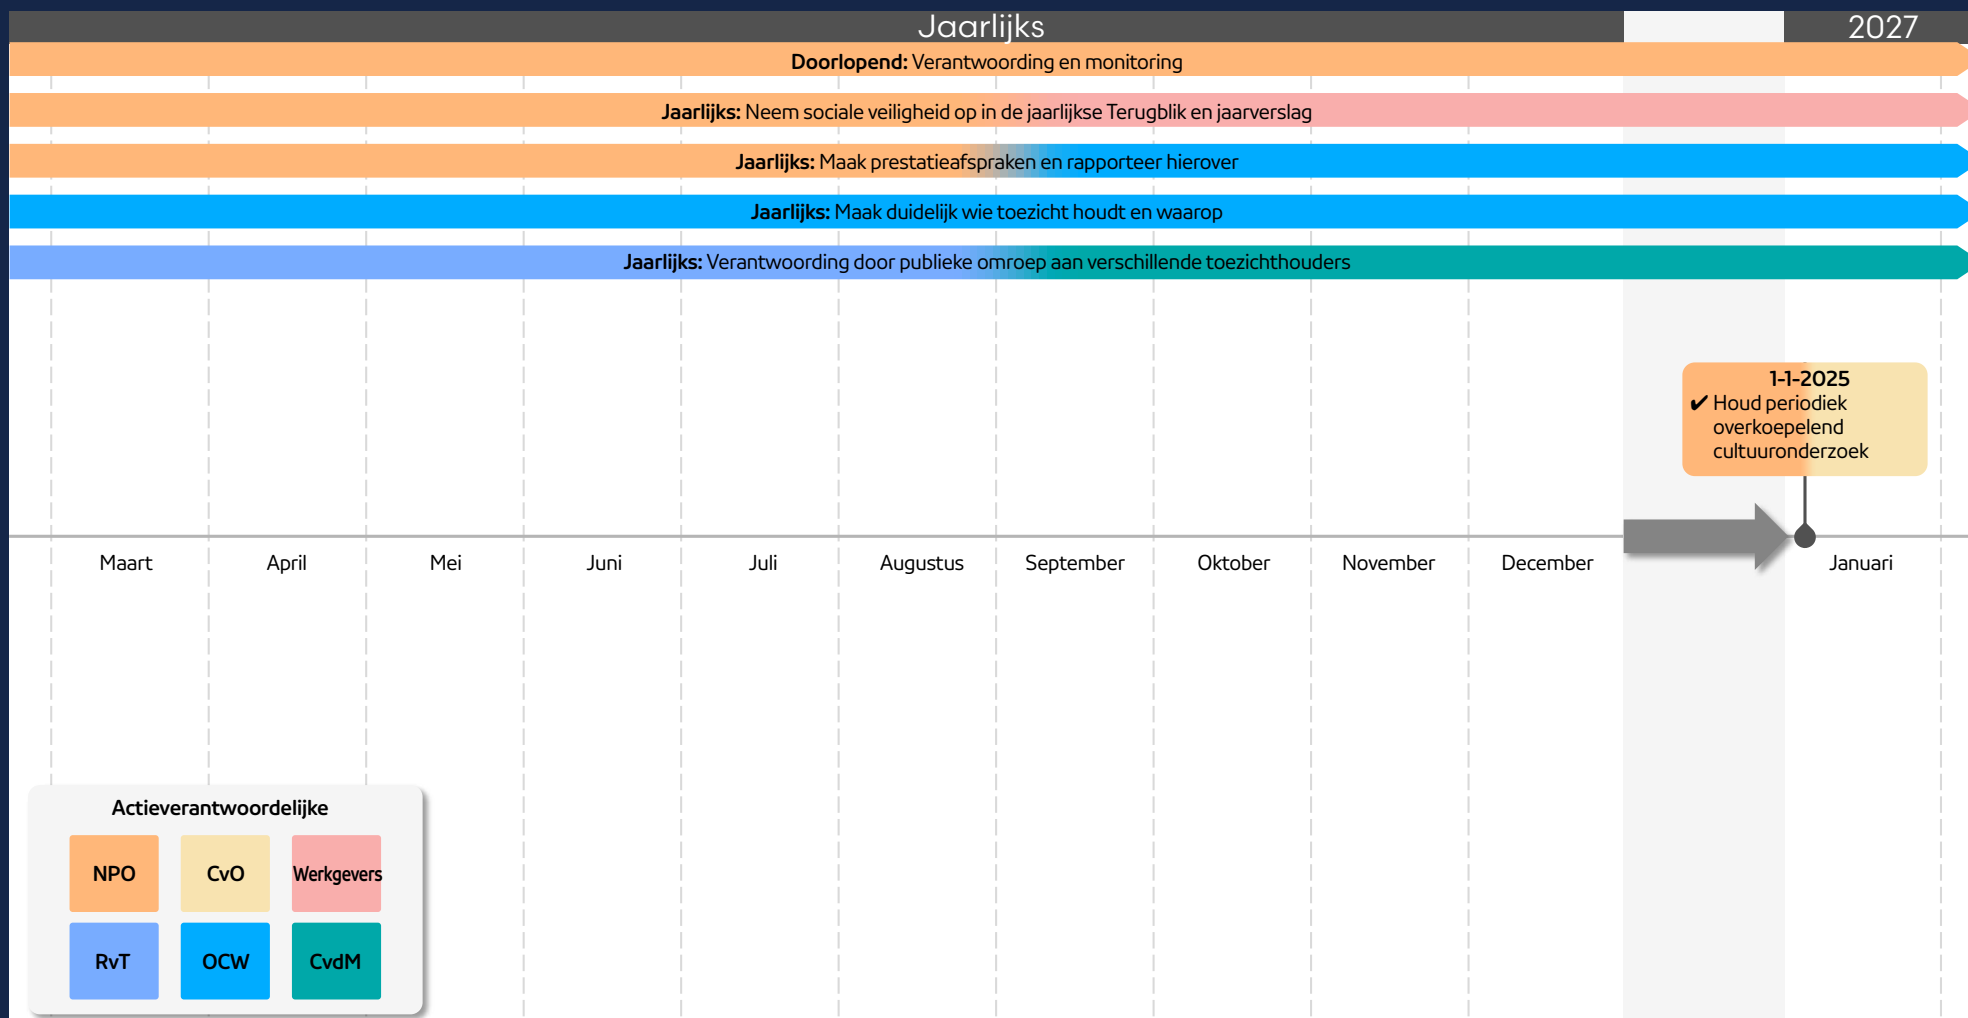 Jaarlijks
2027
Doorlopend: Verantwoording en monitoring
Jaarlijks: Neem sociale veiligheid op in de jaarlijkse Terugblik en jaarverslag
Jaarlijks: Maak prestatieafspraken en rapporteer hierover
Jaarlijks: Maak duidelijk wie toezicht houdt en waarop
Jaarlijks: Verantwoording door publieke omroep aan verschillende toezichthouders
1-1-2025
✔ Houd periodiek
overkoepelend
cultuuronderzoek
Maart
April
Mei
Juni
Juli
Augustus
September
Oktober
November
December
Januari
Actieverantwoordelijke
NPO
CvO
Werkgevers
RvT
OCW
CvdM